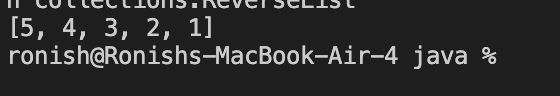 n collections.ReverseList
[5, 4, 3, 2, 1]
ronish@Ronishs-MacBook-Air-4 java %